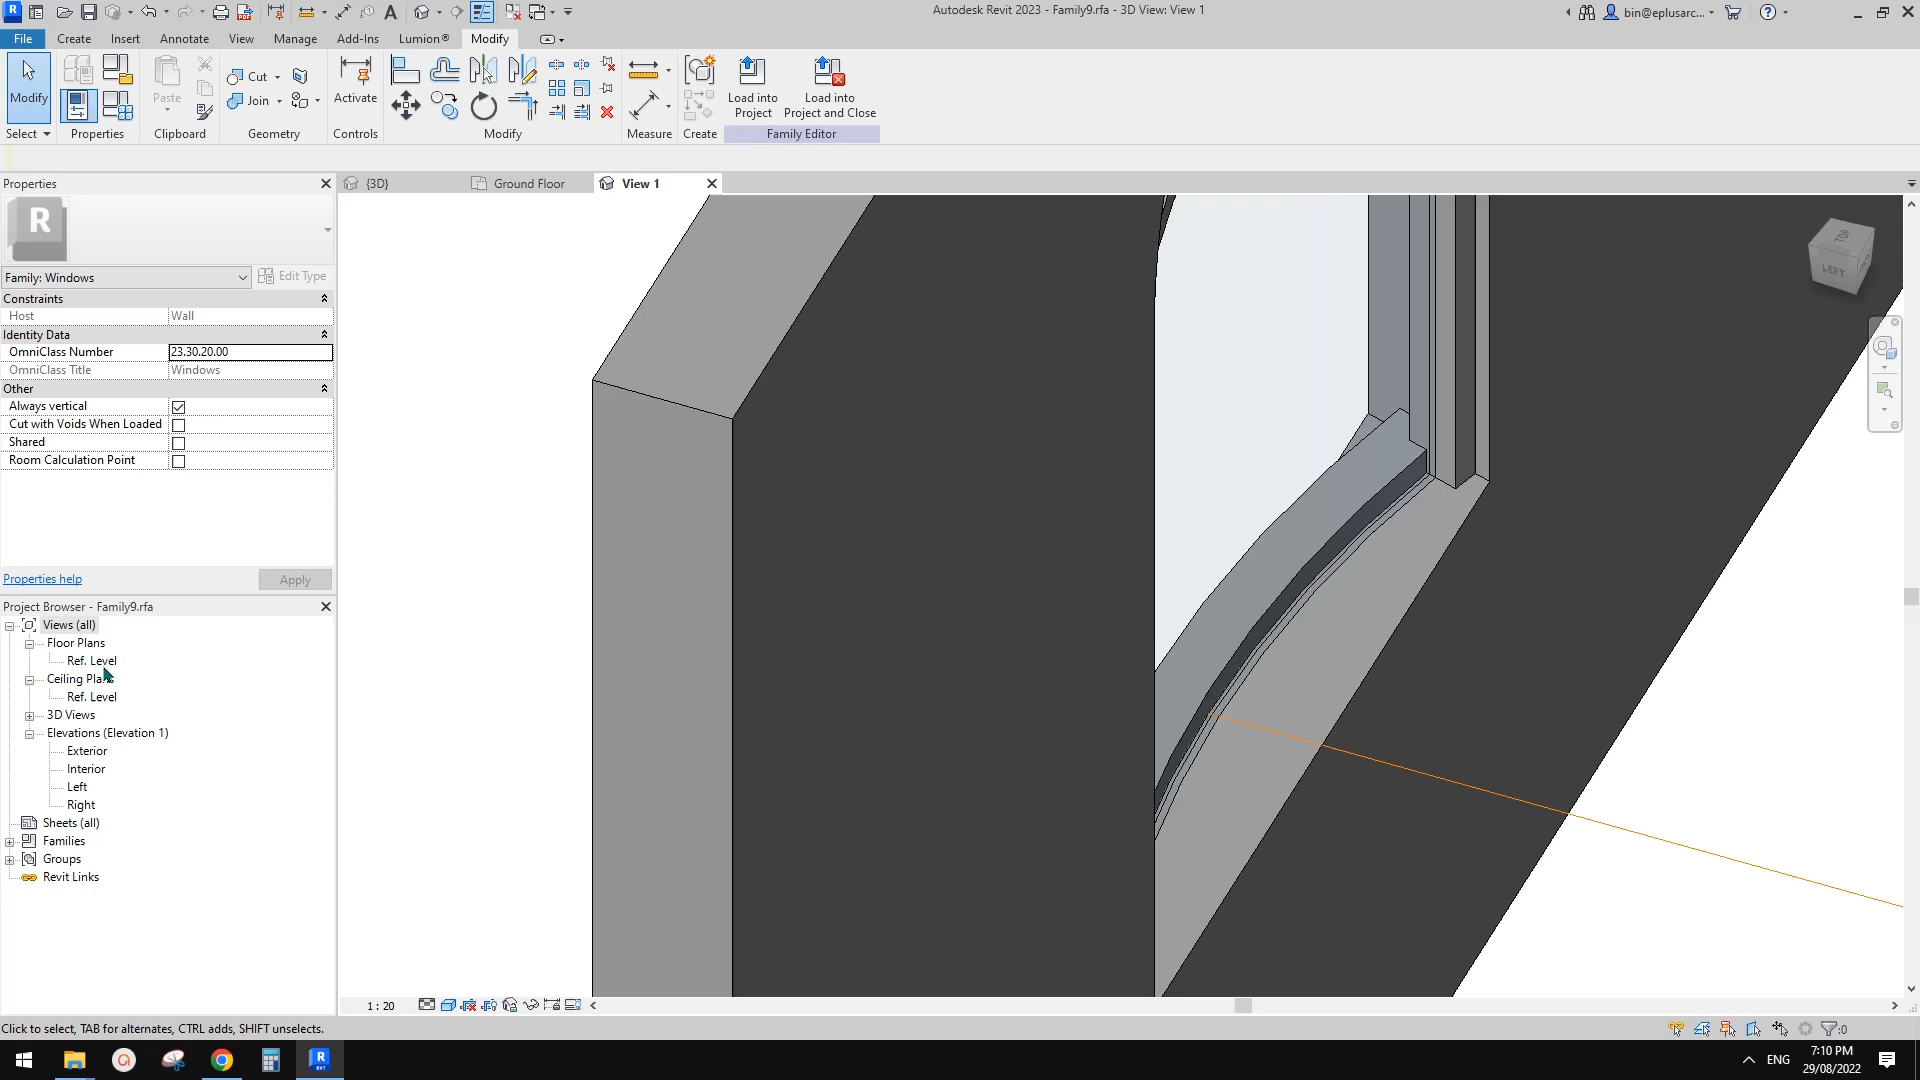 Autodesk Revit 2023 - Family9.rfa - 3D View: View 1
bin@eplusarc...
File Create Insert Annotate View Manage Add-Ins Lumion® Modify
Modify
Paste
Cut
Join
Activate
Load into
Project
Load into
Project and Close
Select Properties Clipboard Geometry Controls Modify Measure Create Family Editor
Properties
{3D} Ground Floor View 1
R
Family: Windows
Edit Type
Constraints
Host Wall
Identity Data
OmniClass Number 23.30.20.00
OmniClass Title Windows
Other
Always vertical
Cut with Voids When Loaded
Shared
Room Calculation Point
Properties help
Apply
TOP
LEFT
Project Browser - Family9.rfa
Views (all)
Floor Plans
Ref. Level
Ceiling Plans
Ref. Level
3D Views
Elevations (Elevation 1)
Exterior
Interior
Left
Right
Sheets (all)
Families
Groups
Revit Links
1 : 20
Click to select, TAB for alternates, CTRL adds, SHIFT unselects.
:0
ENG
7:10 PM
29/08/2022